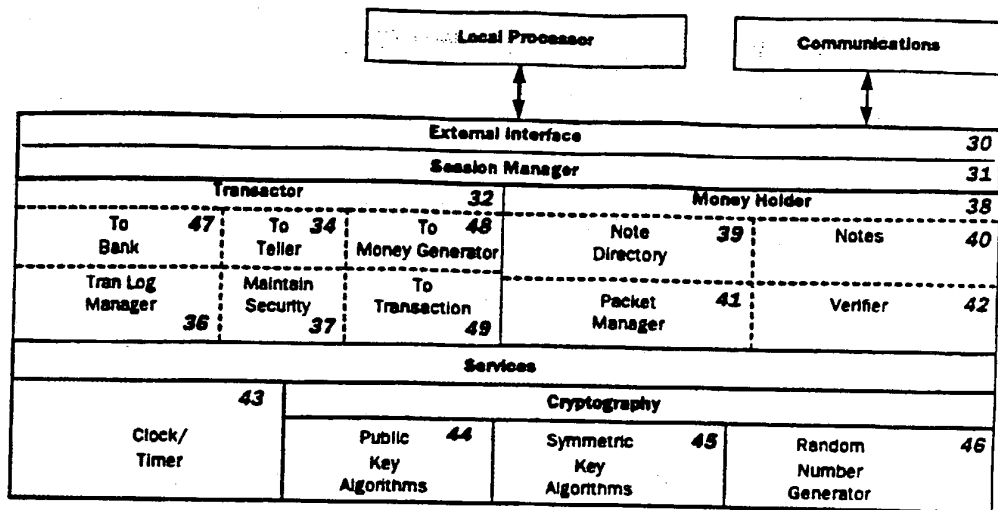 Local Processor
Communications
External Interface 30
Session Manager 31
Transactor 32
Money Holder 38
To 47
Bank
To 34
Teller
To 48
Money Generator
Note 39
Directory
Notes 40
Tran Log
Manager
36
Maintain
Security
37
To
Transaction
49
Packet 41
Manager
Verifier 42
Services
43
Clock/
Timer
Cryptography
Public 44
Key
Algorithms
Symmetric 45
Key
Algorithms
Random 46
Number
Generator